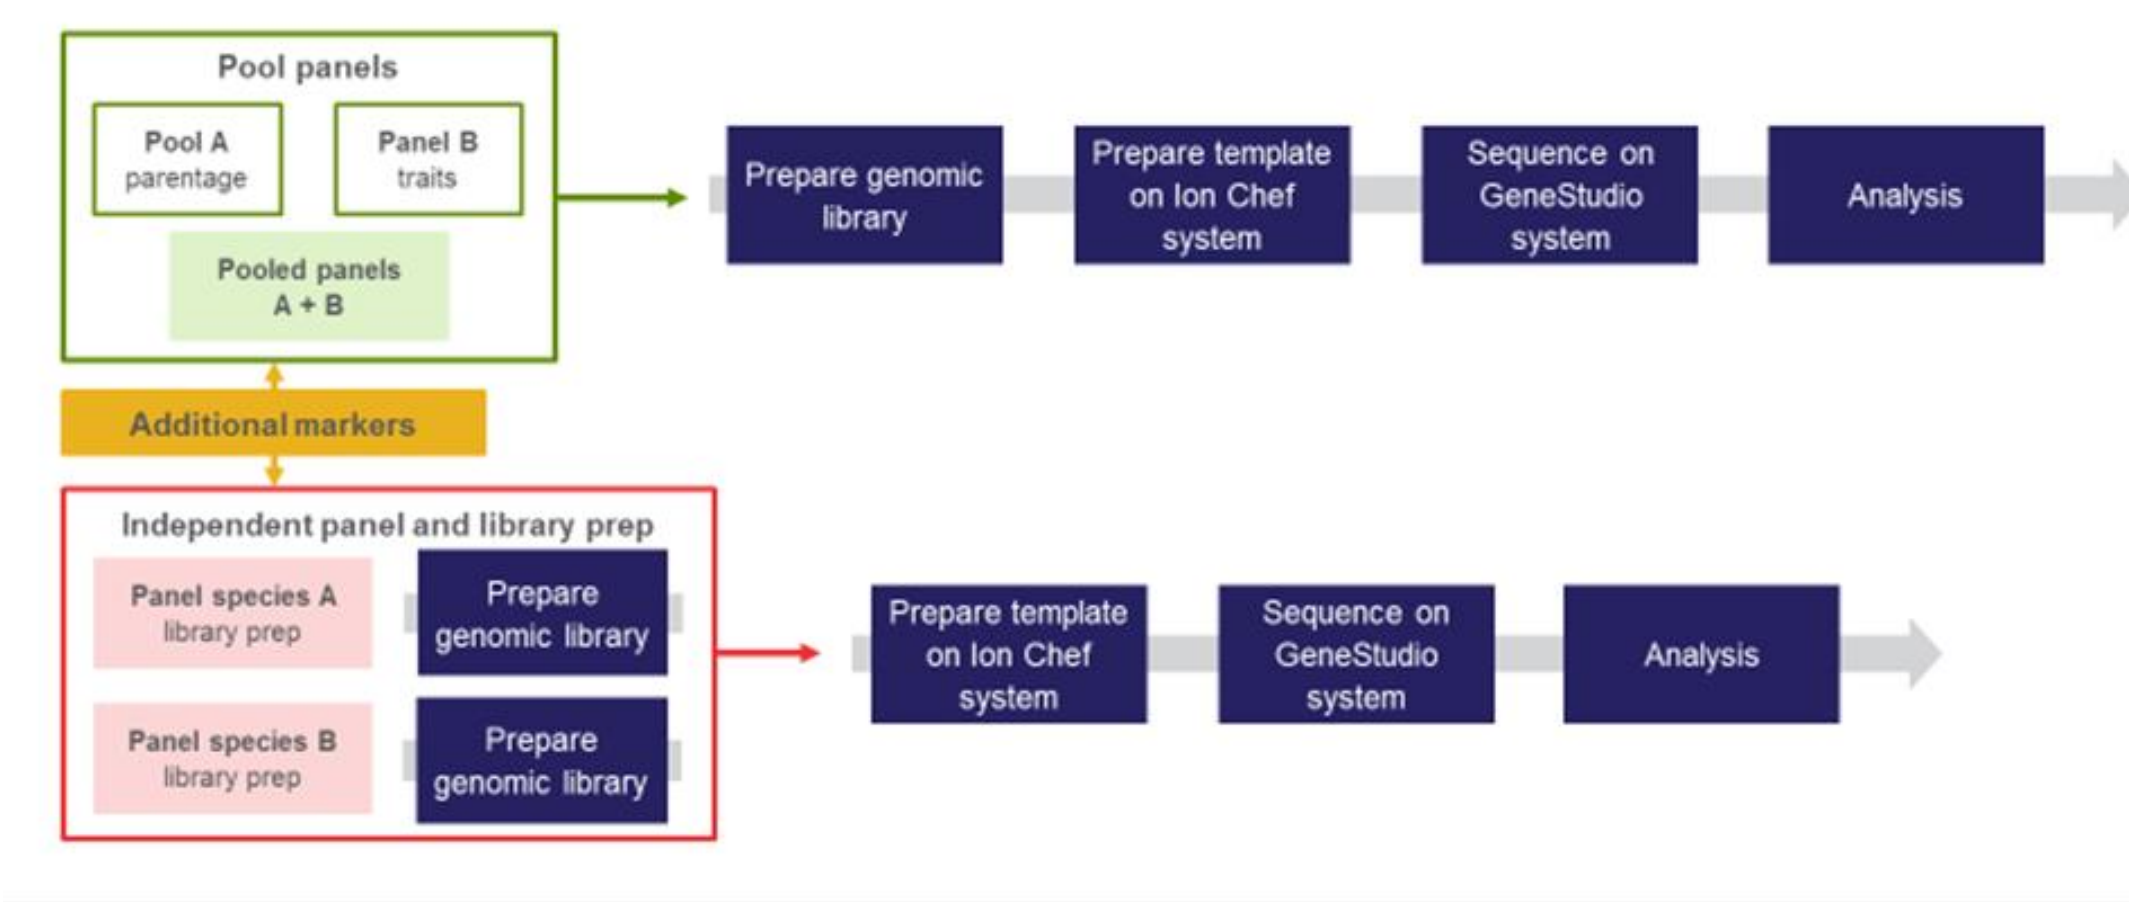 Pool panels
Pool A
parentage
Panel B
traits
Pooled panels
A + B
Prepare genomic
library
Prepare template
on Ion Chef
system
Sequence on
GeneStudio
system
Analysis
Additional markers
Independent panel and library prep
Panel species A
library prep
Prepare
genomic library
Panel species B
library prep
Prepare
genomic library
Prepare template
on Ion Chef
system
Sequence on
GeneStudio
system
Analysis